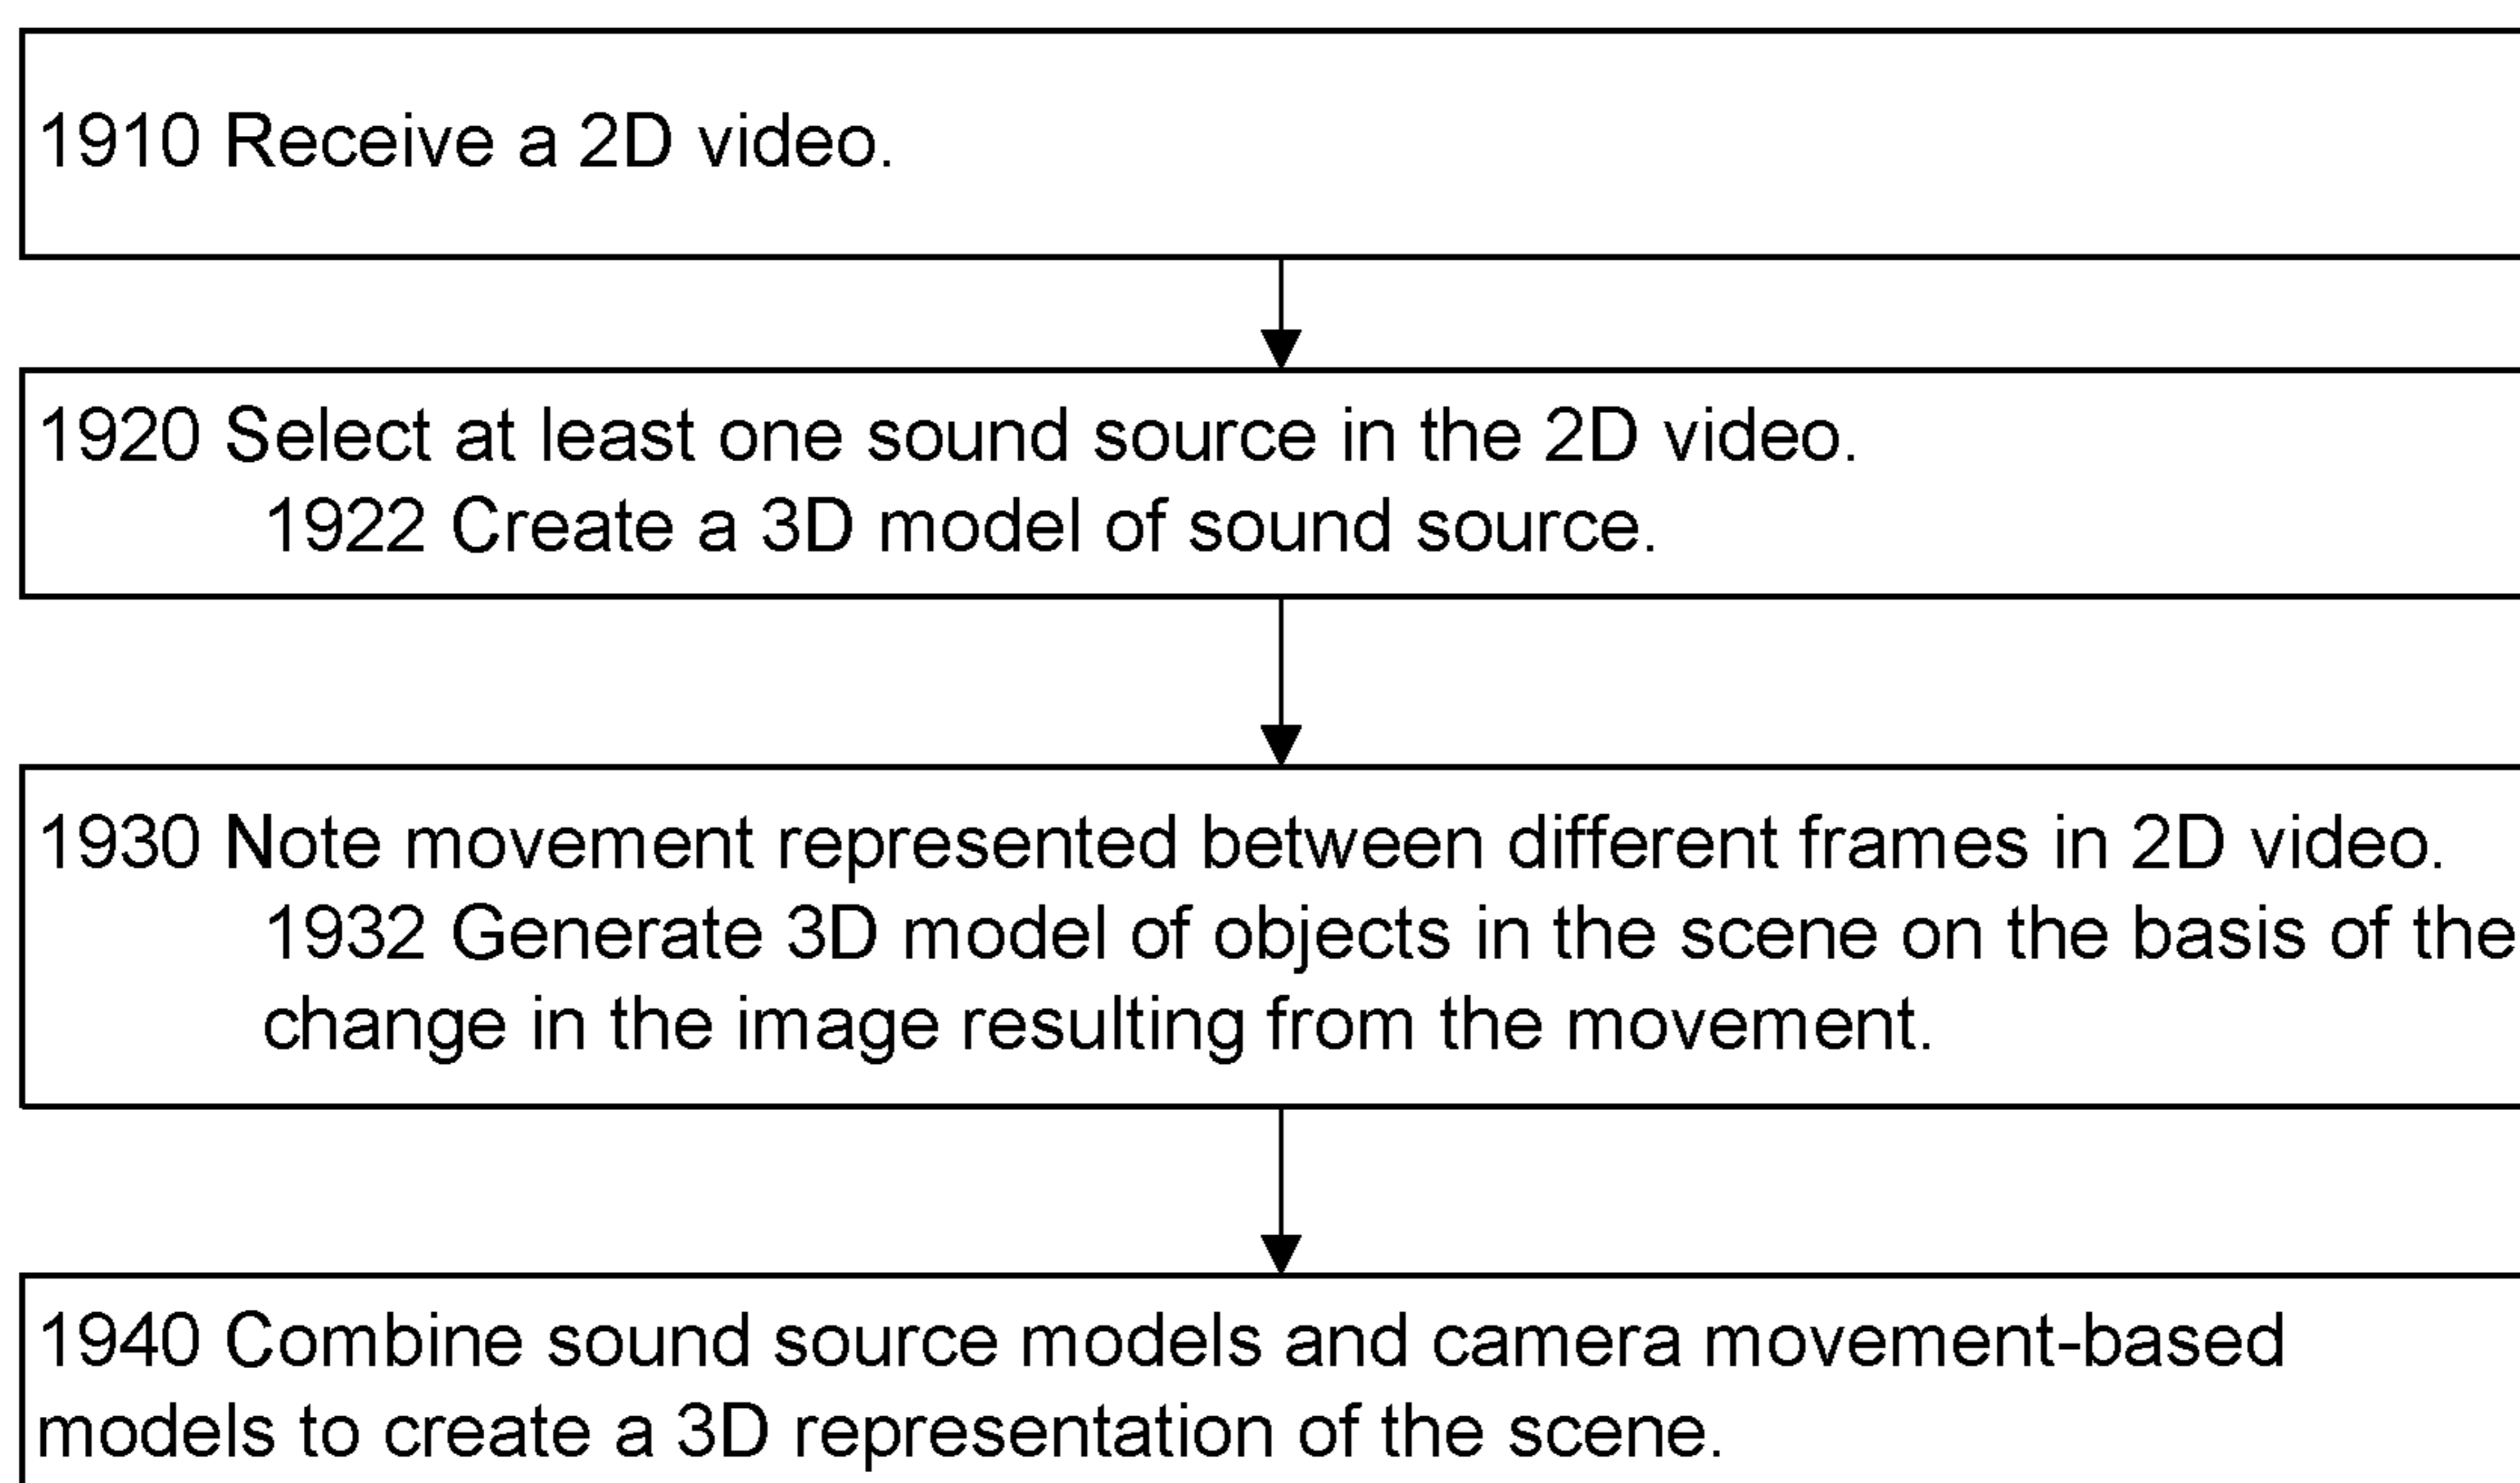 1910 Receive a 2D video.
1920 Select at least one sound source in the 2D video.
1922 Create a 3D model of sound source.
1930 Note movement represented between different frames in 2D video.
1932 Generate 3D model of objects in the scene on the basis of the
change in the image resulting from the movement.
1940 Combine sound source models and camera movement-based
models to create a 3D representation of the scene.